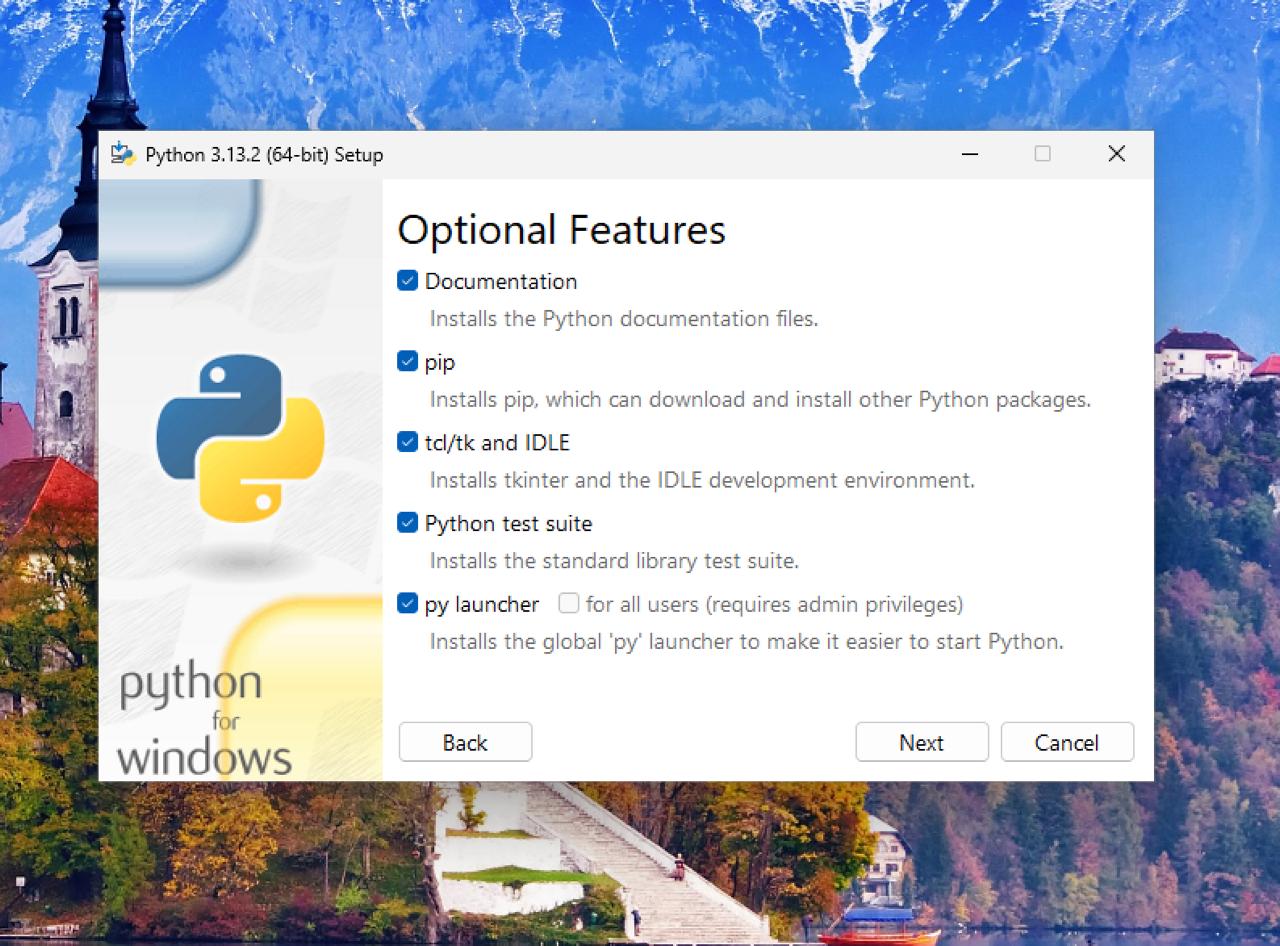 Python 3.13.2 (64-bit) Setup
Optional Features
Documentation
Installs the Python documentation files.
pip
Installs pip, which can download and install other Python packages.
tcl/tk and IDLE
Installs tkinter and the IDLE development environment.
Python test suite
Installs the standard library test suite.
py launcher for all users (requires admin privileges)
Installs the global 'py' launcher to make it easier to start Python.
python
for
windows
Back Next Cancel